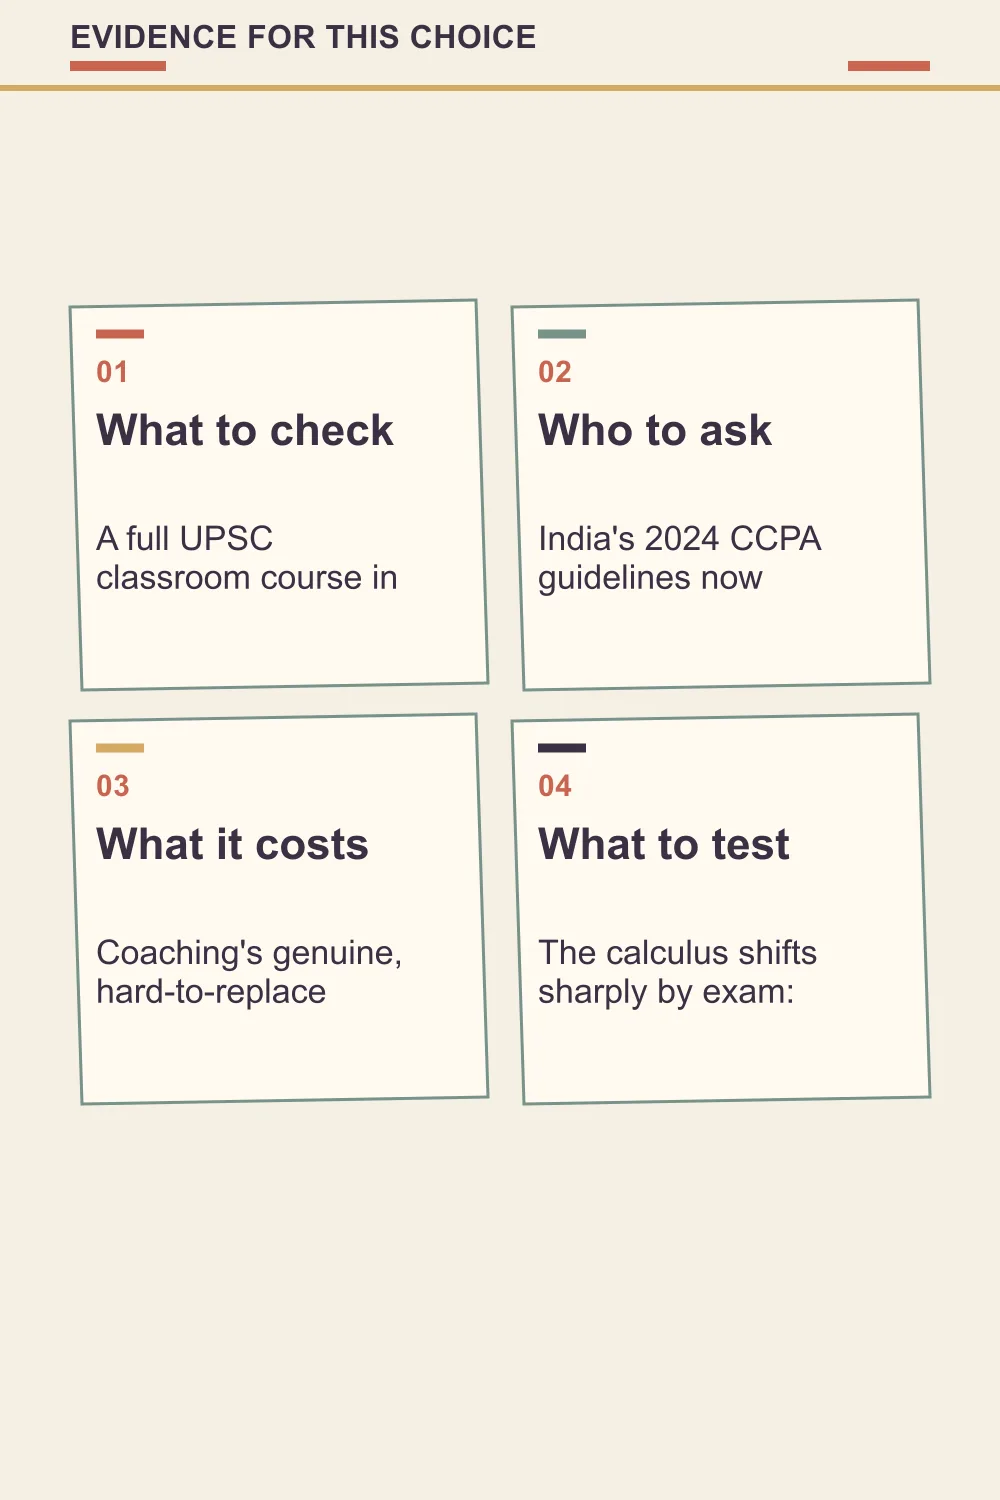 EVIDENCE FOR THIS CHOICE
01
What to check
A full UPSC
classroom course in
02
Who to ask
India's 2024 CCPA
guidelines now
03
What it costs
Coaching's genuine,
hard-to-replace
04
What to test
The calculus shifts
sharply by exam: